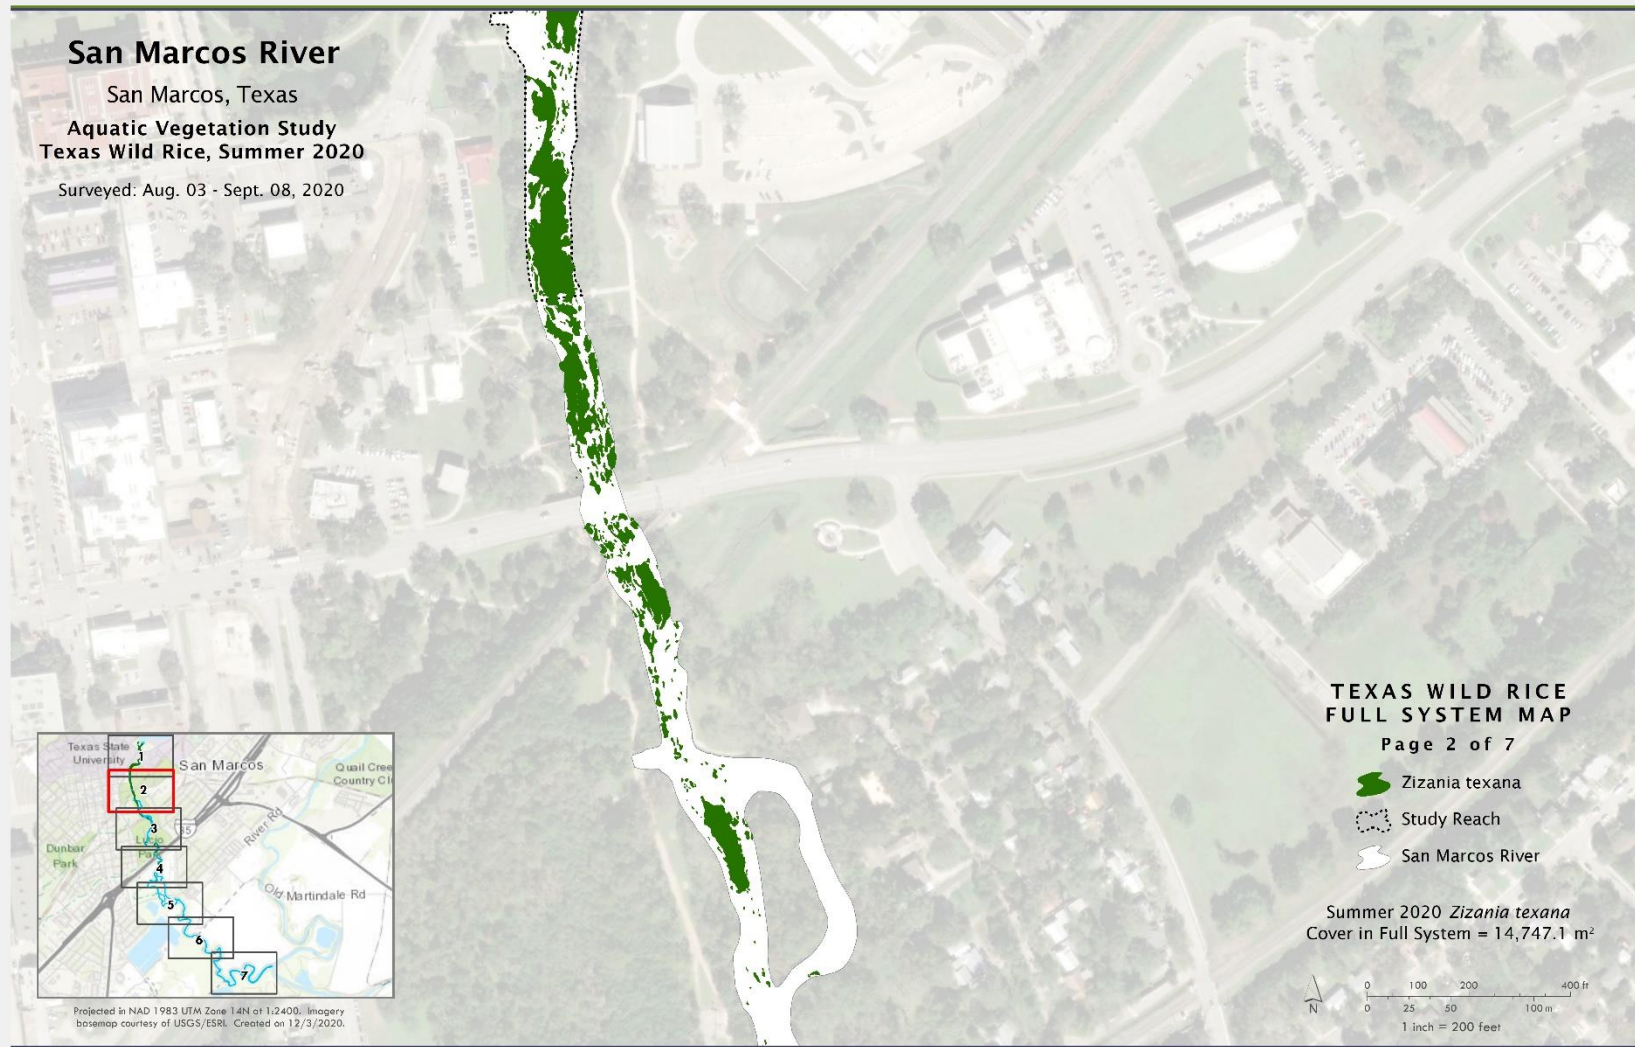 San Marcos River
San Marcos, Texas
Aquatic Vegetation Study
Texas Wild Rice, Summer 2020
Surveyed: Aug. 03 - Sept. 08, 2020
TEXAS WILD RICE
FULL SYSTEM MAP
Page 2 of 7
Zizania texana
Study Reach
San Marcos River
Summer 2020 Zizania texana
Cover in Full System = 14,747.1 m²
N
0 100 200 400 ft
0 25 50 100 m
1 inch = 200 feet
Texas State
University
San Marcos
Quail Cree
Country Cl
1
2
3
35
River Rd
Dunbar
Park
4
Old Martindale Rd
5
6
7
Projected in NAD 1983 UTM Zone 14N at 1:2400. Imagery
basemap courtesy of USGS/ESRI. Created on 12/3/2020.